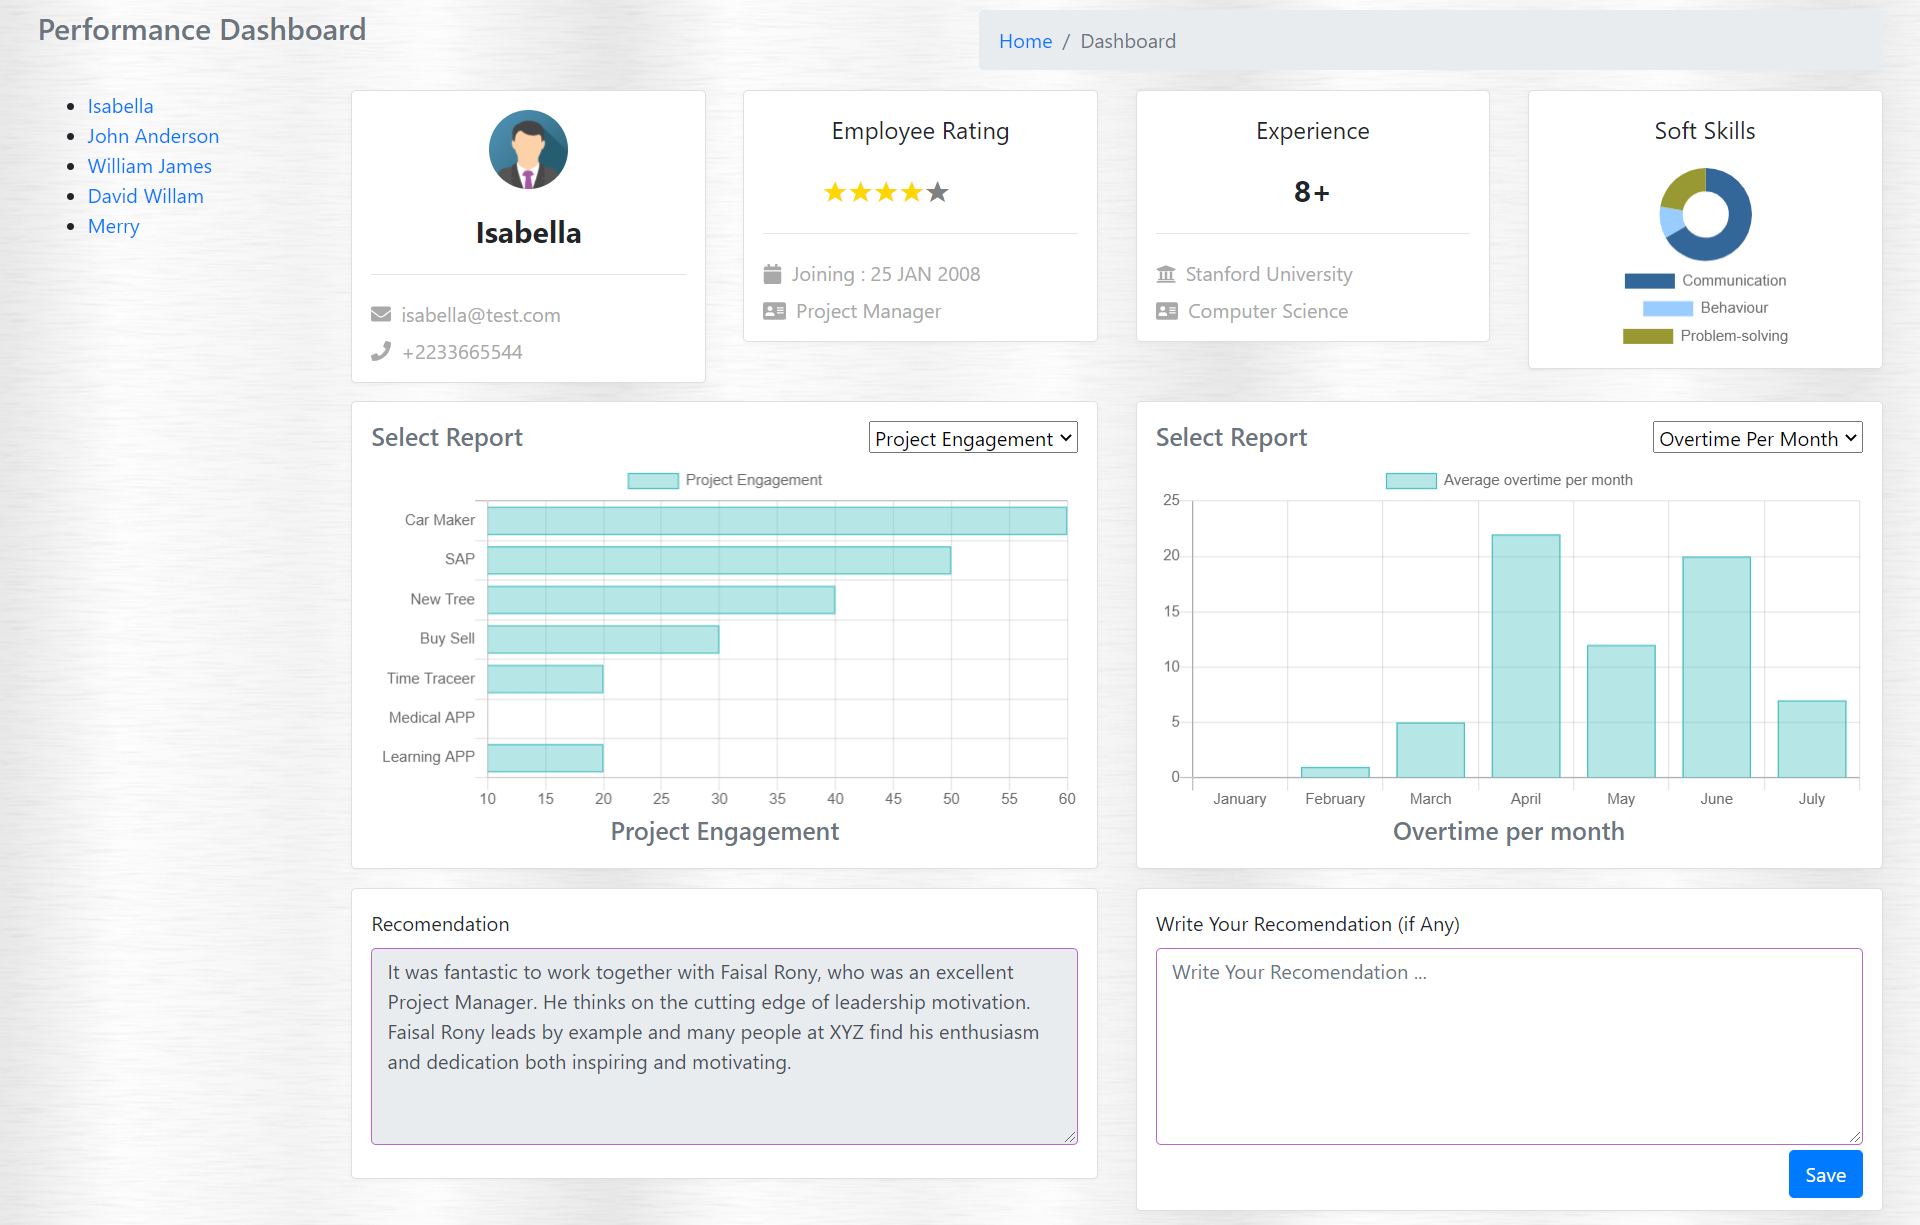 Performance Dashboard
Home / Dashboard
Isabella
John Anderson
William James
David Willam
Merry
Isabella
isabella@test.com
+2233665544
Employee Rating
Joining : 25 JAN 2008
Project Manager
Experience
8+
Stanford University
Computer Science
Soft Skills
Communication
Behaviour
Problem-solving
Select Report
Project Engagement
Project Engagement
Car Maker
SAP
New Tree
Buy Sell
Time Traceer
Medical APP
Learning APP
10 15 20 25 30 35 40 45 50 55 60
Project Engagement
Select Report
Overtime Per Month
Average overtime per month
25
20
15
10
5
0
January February March April May June July
Overtime per month
Recomendation
It was fantastic to work together with Faisal Rony, who was an excellent
Project Manager. He thinks on the cutting edge of leadership motivation.
Faisal Rony leads by example and many people at XYZ find his enthusiasm
and dedication both inspiring and motivating.
Write Your Recomendation (if Any)
Write Your Recomendation ...
Save